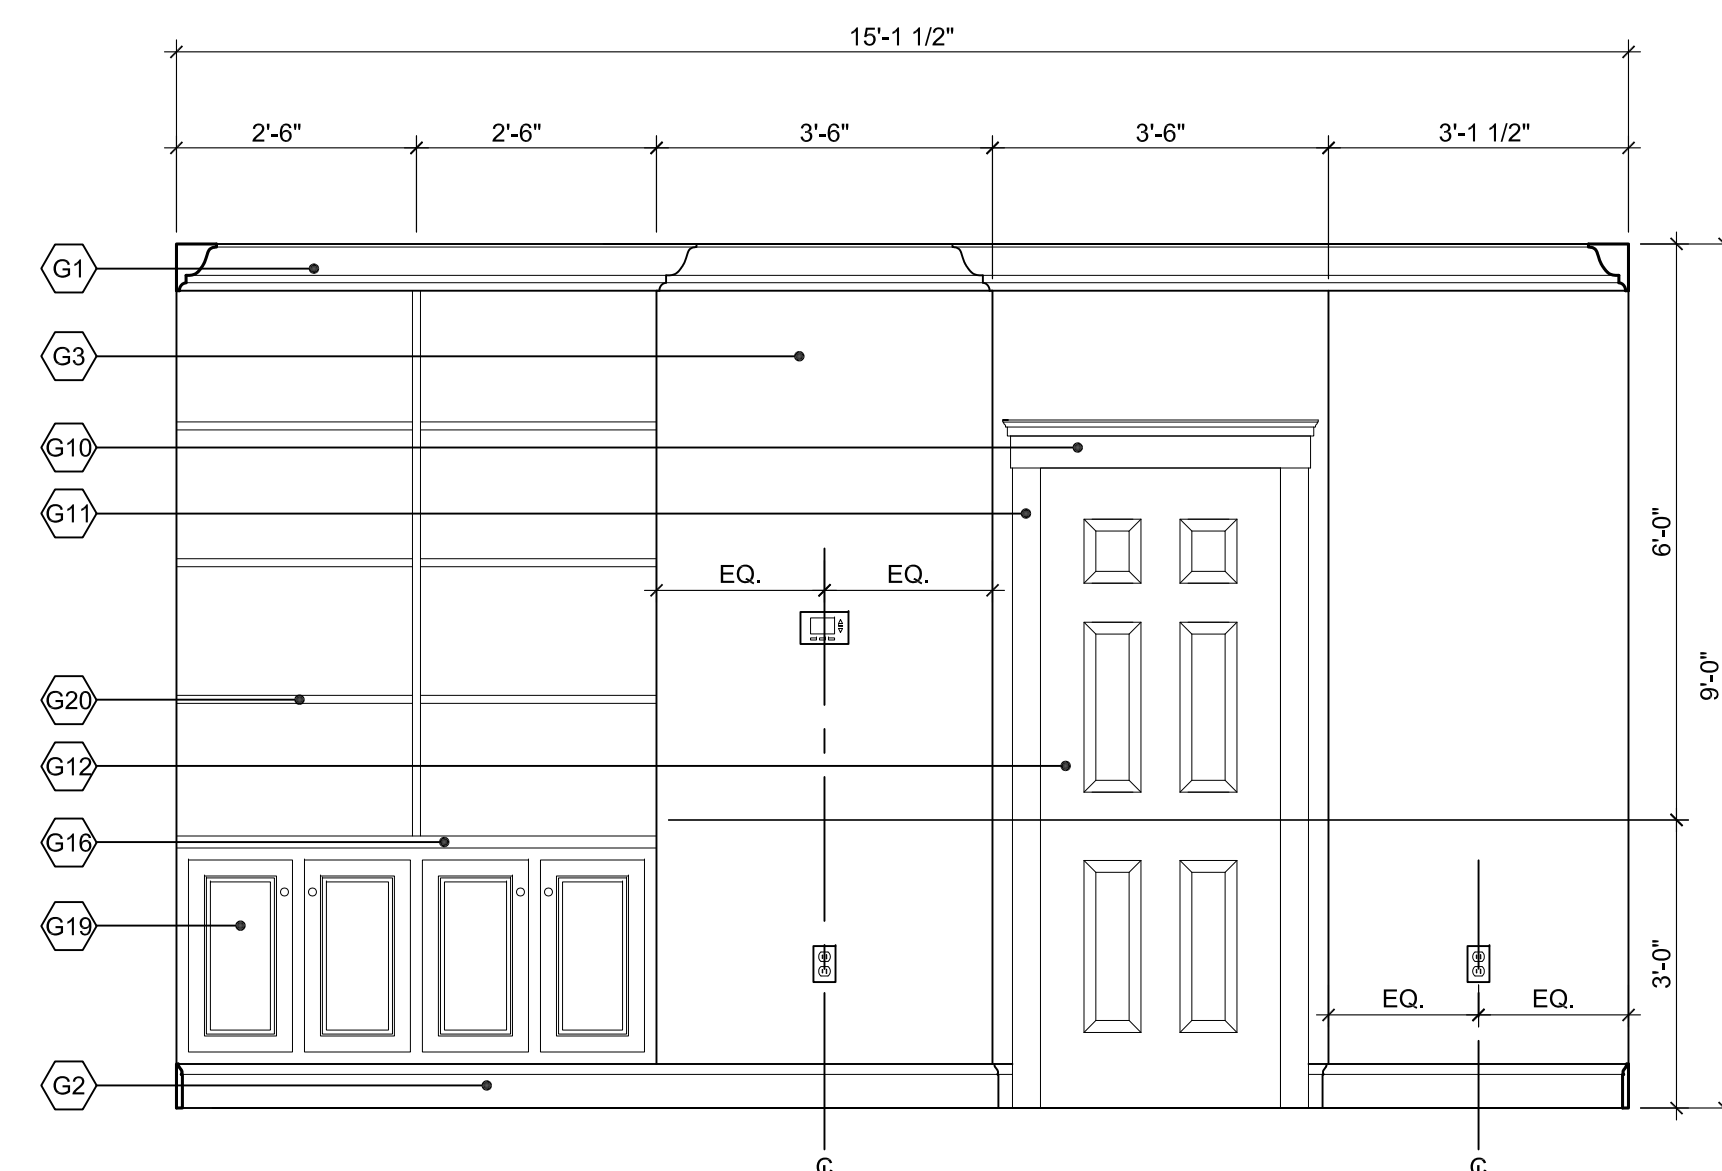 15'-1 1/2"
2'-6" 2'-6" 3'-6" 3'-6" 3'-1 1/2"
G1
G3
G10
G11
6'-0"
EQ. EQ.
9'-0"
G20
G12
G16
G19
3'-0"
EQ. EQ.
G2
℄ ℄